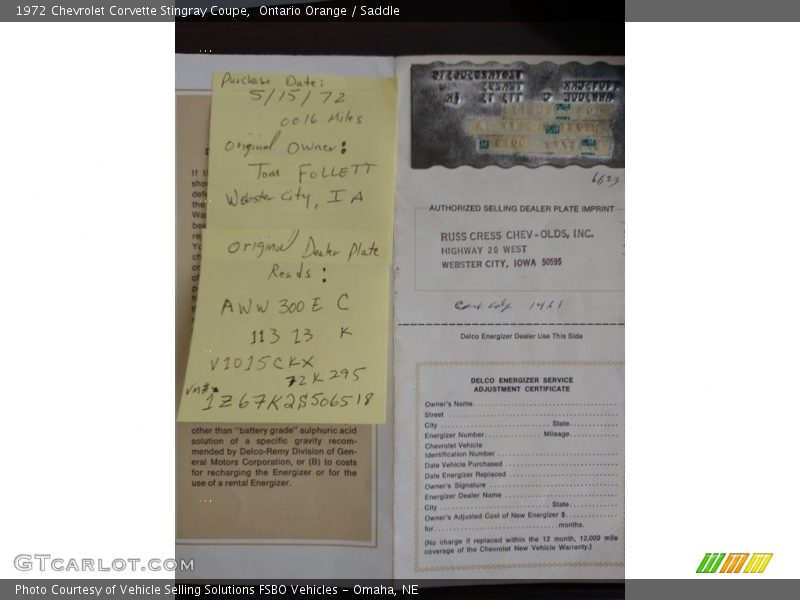 1972 Chevrolet Corvette Stingray Coupe,  Ontario Orange / Saddle
Purchase Date:
5/15/72
0016 Miles
Original Owner:
Tom FOLLETT
Webster City, IA
Original Dealer Plate
Reads:
AWW 300 E C
113 13 K
V1015CKX
72K295
Vin#
1Z67K2S506518
other than "battery grade" sulphuric acid
solution of a specific gravity recom-
mended by Delco-Remy Division of Gen-
eral Motors Corporation, or (B) to costs
for recharging the Energizer or for the
use of a rental Energizer.
6623
AUTHORIZED SELLING DEALER PLATE IMPRINT
RUSS CRESS CHEV-OLDS, INC.
HIGHWAY 20 WEST
WEBSTER CITY, IOWA 50595
1461
Delco Energizer Dealer Use This Side
DELCO ENERGIZER SERVICE
ADJUSTMENT CERTIFICATE
Owner's Name
Street
City State
Energizer Number Mileage
Chevrolet Vehicle
Identification Number
Date Vehicle Purchased
Date Energizer Replaced
Owner's Signature
Energizer Dealer Name
City State
Owner's Adjusted Cost of New Energizer $
for months.
(No charge if replaced within the 12 month, 12,000 mile
coverage of the Chevrolet New Vehicle Warranty.)
GTcarlot.com
Photo Courtesy of Vehicle Selling Solutions FSBO Vehicles - Omaha, NE